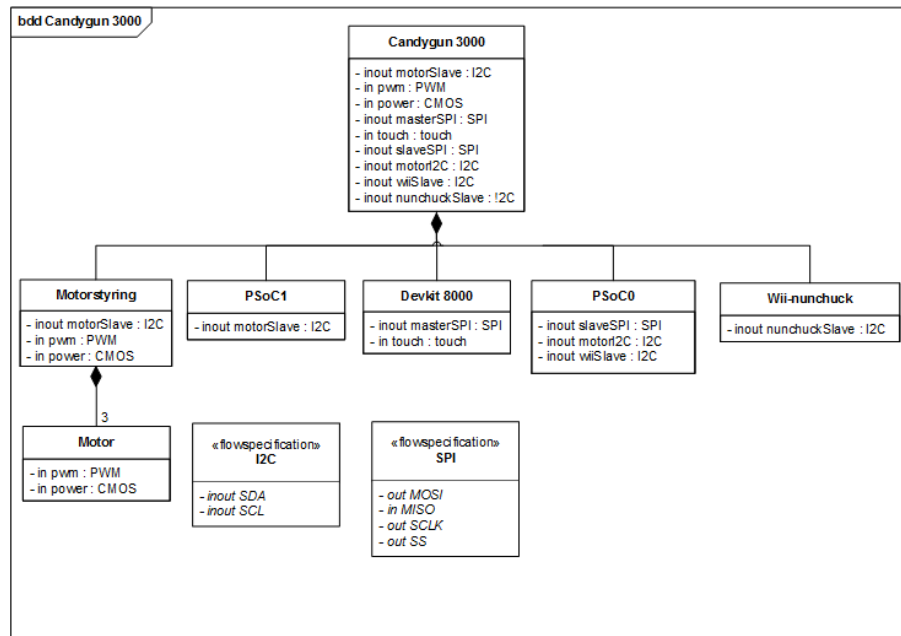 bdd Candygun 3000
Candygun 3000
- inout motorSlave : I2C
- in pwm : PWM
- in power : CMOS
- inout masterSPI : SPI
- in touch : touch
- inout slaveSPI : SPI
- inout motorI2C : I2C
- inout wiiSlave : I2C
- inout nunchuckSlave : !2C
Motorstyring
- inout motorSlave : I2C
- in pwm : PWM
- in power : CMOS
PSoC1
- inout motorSlave : I2C
Devkit 8000
- inout masterSPI : SPI
- in touch : touch
PSoC0
- inout slaveSPI : SPI
- inout motorI2C : I2C
- inout wiiSlave : I2C
Wii-nunchuck
- inout nunchuckSlave : I2C
3
Motor
- in pwm : PWM
- in power : CMOS
«flowspecification»
I2C
- inout SDA
- inout SCL
«flowspecification»
SPI
- out MOSI
- in MISO
- out SCLK
- out SS